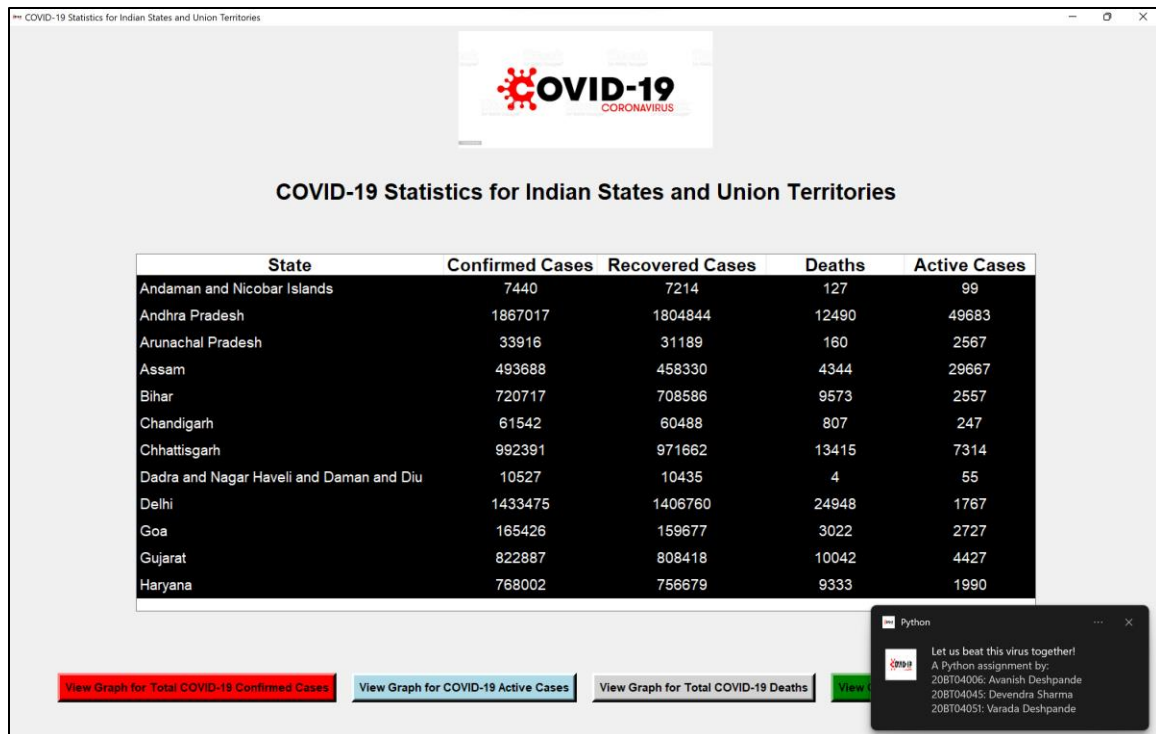 COVID-19 Statistics for Indian States and Union Territories
COVID-19
CORONAVIRUS
COVID-19 Statistics for Indian States and Union Territories
State Confirmed Cases Recovered Cases Deaths Active Cases
Andaman and Nicobar Islands 7440 7214 127 99
Andhra Pradesh 1867017 1804844 12490 49683
Arunachal Pradesh 33916 31189 160 2567
Assam 493688 458330 4344 29667
Bihar 720717 708586 9573 2557
Chandigarh 61542 60488 807 247
Chhattisgarh 992391 971662 13415 7314
Dadra and Nagar Haveli and Daman and Diu 10527 10435 4 55
Delhi 1433475 1406760 24948 1767
Goa 165426 159677 3022 2727
Gujarat 822887 808418 10042 4427
Haryana 768002 756679 9333 1990
View Graph for Total COVID-19 Confirmed Cases
View Graph for COVID-19 Active Cases
View Graph for Total COVID-19 Deaths
View
Python
COVID-19
Let us beat this virus together!
A Python assignment by:
20BT04006: Avanish Deshpande
20BT04045: Devendra Sharma
20BT04051: Varada Deshpande